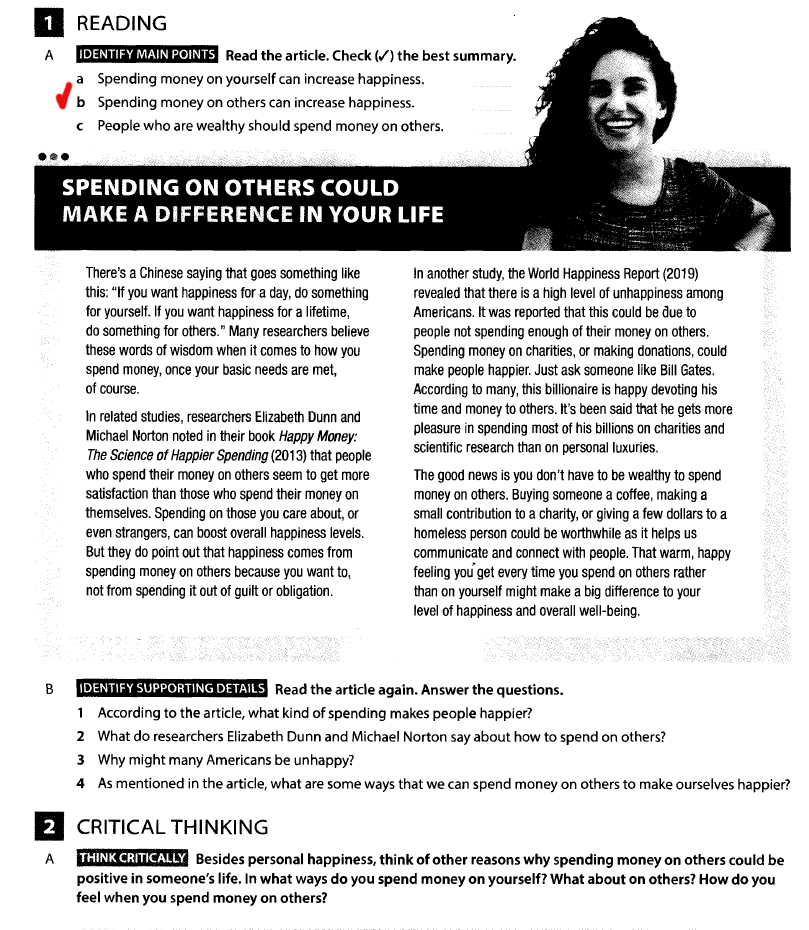 1 READING
A IDENTIFY MAIN POINTS Read the article. Check (✓) the best summary.
a Spending money on yourself can increase happiness.
b Spending money on others can increase happiness.
c People who are wealthy should spend money on others.
SPENDING ON OTHERS COULD
MAKE A DIFFERENCE IN YOUR LIFE
There's a Chinese saying that goes something like
this: "If you want happiness for a day, do something
for yourself. If you want happiness for a lifetime,
do something for others." Many researchers believe
these words of wisdom when it comes to how you
spend money, once your basic needs are met,
of course.
In related studies, researchers Elizabeth Dunn and
Michael Norton noted in their book Happy Money:
The Science of Happier Spending (2013) that people
who spend their money on others seem to get more
satisfaction than those who spend their money on
themselves. Spending on those you care about, or
even strangers, can boost overall happiness levels.
But they do point out that happiness comes from
spending money on others because you want to,
not from spending it out of guilt or obligation.
In another study, the World Happiness Report (2019)
revealed that there is a high level of unhappiness among
Americans. It was reported that this could be due to
people not spending enough of their money on others.
Spending money on charities, or making donations, could
make people happier. Just ask someone like Bill Gates.
According to many, this billionaire is happy devoting his
time and money to others. It's been said that he gets more
pleasure in spending most of his billions on charities and
scientific research than on personal luxuries.
The good news is you don't have to be wealthy to spend
money on others. Buying someone a coffee, making a
small contribution to a charity, or giving a few dollars to a
homeless person could be worthwhile as it helps us
communicate and connect with people. That warm, happy
feeling you get every time you spend on others rather
than on yourself might make a big difference to your
level of happiness and overall well-being.
B IDENTIFY SUPPORTING DETAILS Read the article again. Answer the questions.
1 According to the article, what kind of spending makes people happier?
2 What do researchers Elizabeth Dunn and Michael Norton say about how to spend on others?
3 Why might many Americans be unhappy?
4 As mentioned in the article, what are some ways that we can spend money on others to make ourselves happier?
2 CRITICAL THINKING
A THINK CRITICALLY Besides personal happiness, think of other reasons why spending money on others could be
positive in someone's life. In what ways do you spend money on yourself? What about on others? How do you
feel when you spend money on others?